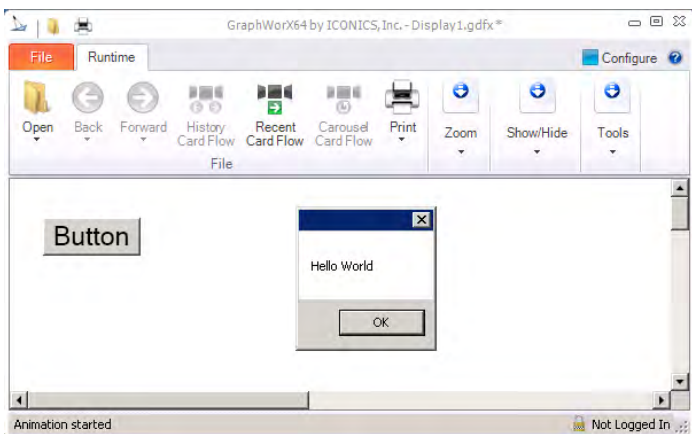 GraphWorX64 by ICONICS, Inc. - Display1.gdfx *
File Runtime Configure
Open Back Forward History Card Flow Recent Card Flow Carousel Card Flow Print Zoom Show/Hide Tools
File
Button
Hello World
OK
Animation started Not Logged In